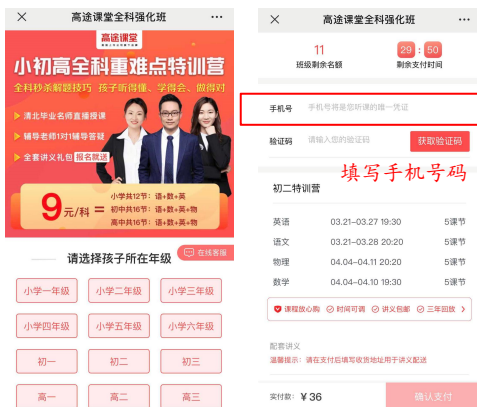 高途课堂全科强化班
高途课堂
小初高全科重难点特训营
全科秒杀解题技巧 孩子听得懂、学得会、做得对
清北毕业名师直播授课
辅导老师1对1辅导答疑
全套讲义礼包 报名就送
9元/科 =
小学共12节：语+数+英
初中共16节：语+数+英+物
高中共16节：语+数+英+物
请选择孩子所在年级
在线客服
小学一年级 小学二年级 小学三年级
小学四年级 小学五年级 小学六年级
初一 初二 初三
高一 高二 高三
高途课堂全科强化班
11 29 : 50
班级剩余名额 剩余支付时间
手机号 手机号将是您听课的唯一凭证
验证码 请输入您的验证码 获取验证码
填写手机号码
初二特训营
英语 03.21-03.27 19:30 5课节
语文 03.21-03.28 20:20 5课节
物理 04.04-04.11 20:20 5课节
数学 04.04-04.10 19:30 5课节
课程放心购 时间可调 讲义包邮 三年回放
配套讲义
温馨提示：请在支付后填写收货地址用于讲义配送
实付款：¥36 确认支付